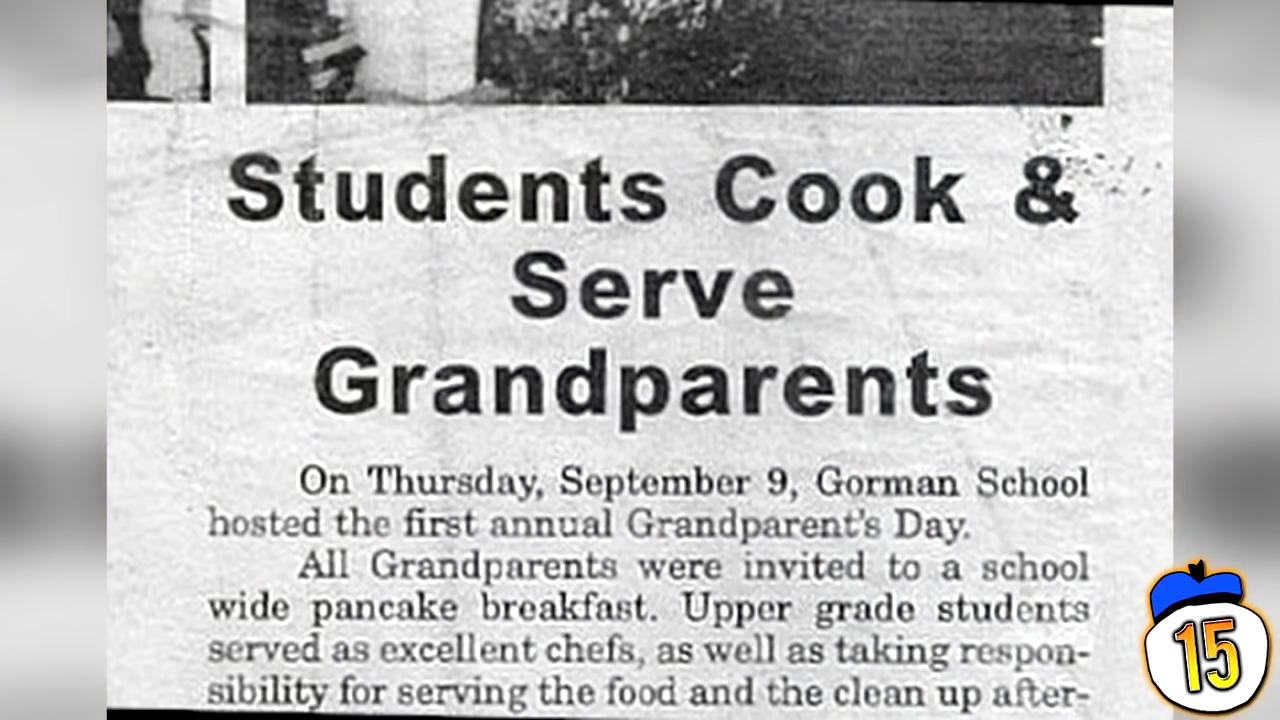 Students Cook &
Serve
Grandparents
On Thursday, September 9, Gorman School
hosted the first annual Grandparent's Day.
All Grandparents were invited to a school
wide pancake breakfast. Upper grade students
served as excellent chefs, as well as taking respon-
sibility for serving the food and the clean up after-
15